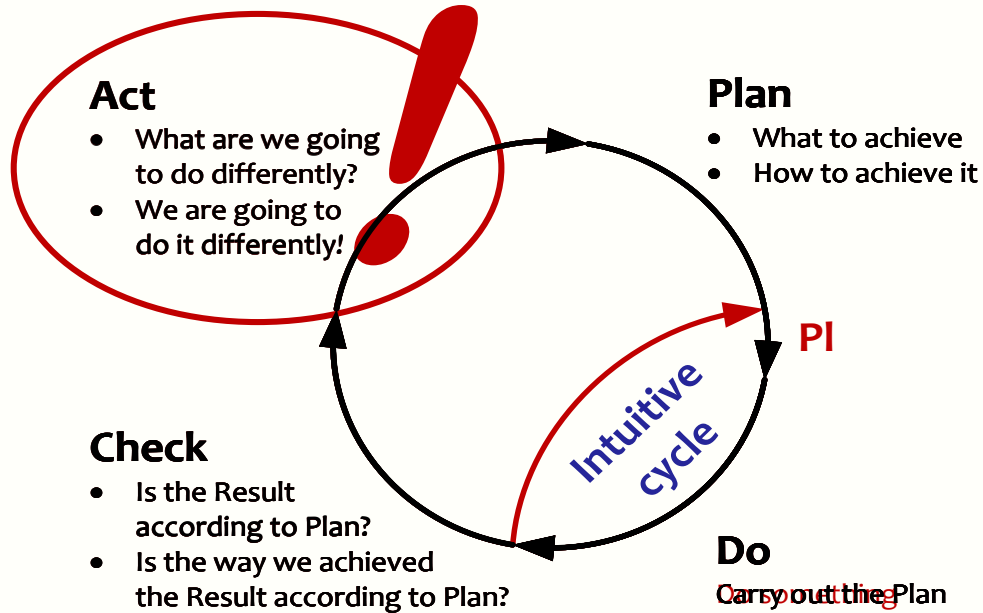 Act
• What are we going
to do differently?
• We are going to
do it differently!
Plan
• What to achieve
• How to achieve it
Pl
Intuitive
cycle
Check
• Is the Result
according to Plan?
• Is the way we achieved
the Result according to Plan?
Do
Do something
Carry out the Plan